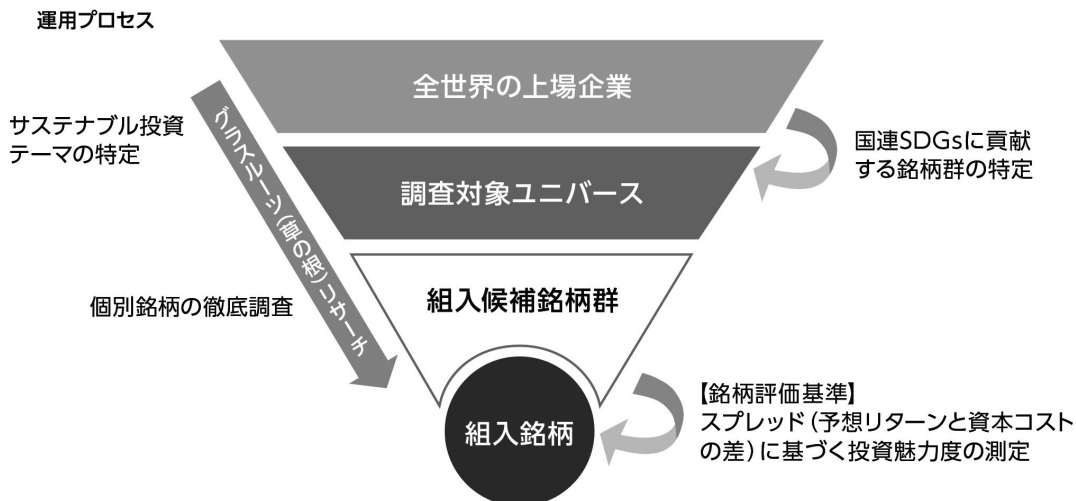 運用プロセス
全世界の上場企業
サステナブル投資
テーマの特定
グラスルーツ(草の根)リサーチ
国連SDGsに貢献
する銘柄群の特定
調査対象ユニバース
個別銘柄の徹底調査
組入候補銘柄群
【銘柄評価基準】
スプレッド(予想リターンと資本コスト
の差)に基づく投資魅力度の測定
組入銘柄